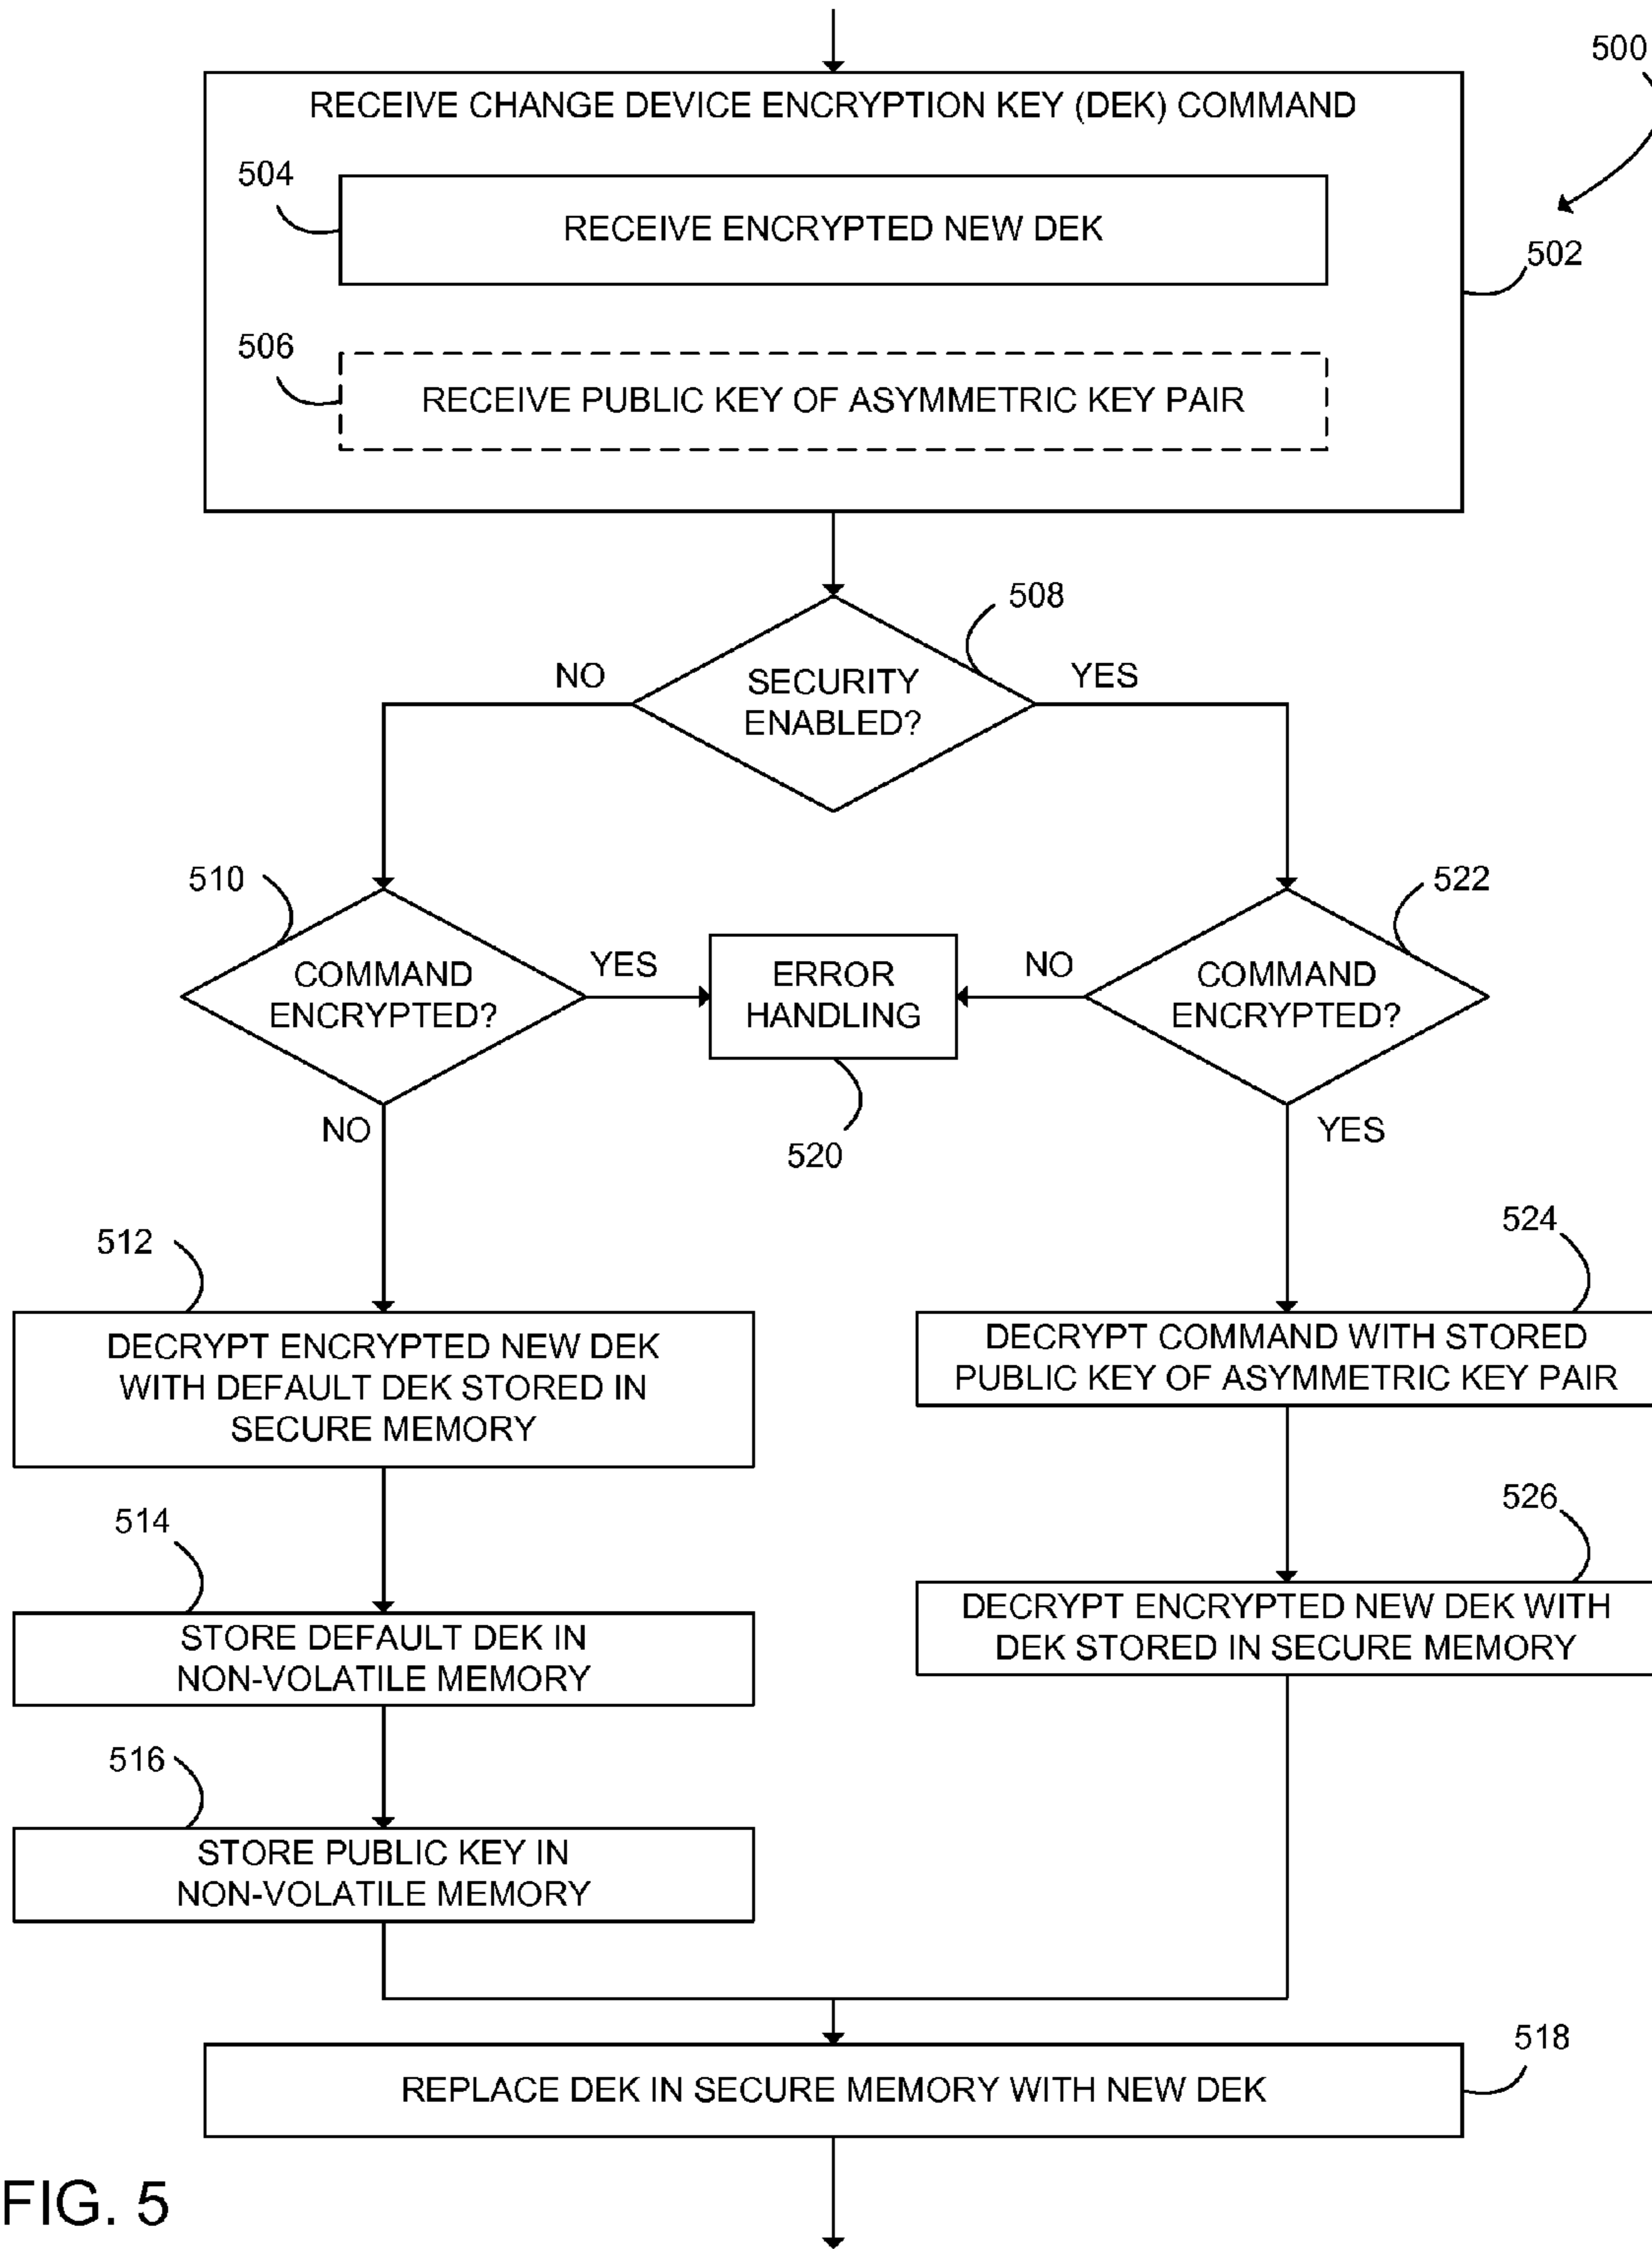 500
RECEIVE CHANGE DEVICE ENCRYPTION KEY (DEK) COMMAND
504
RECEIVE ENCRYPTED NEW DEK
502
506
RECEIVE PUBLIC KEY OF ASYMMETRIC KEY PAIR
508
NO
SECURITY
ENABLED?
YES
510
COMMAND
ENCRYPTED?
YES
ERROR
HANDLING
NO
522
COMMAND
ENCRYPTED?
NO
520
YES
512
DECRYPT ENCRYPTED NEW DEK
WITH DEFAULT DEK STORED IN
SECURE MEMORY
524
DECRYPT COMMAND WITH STORED
PUBLIC KEY OF ASYMMETRIC KEY PAIR
514
STORE DEFAULT DEK IN
NON-VOLATILE MEMORY
526
DECRYPT ENCRYPTED NEW DEK WITH
DEK STORED IN SECURE MEMORY
516
STORE PUBLIC KEY IN
NON-VOLATILE MEMORY
518
REPLACE DEK IN SECURE MEMORY WITH NEW DEK
FIG. 5